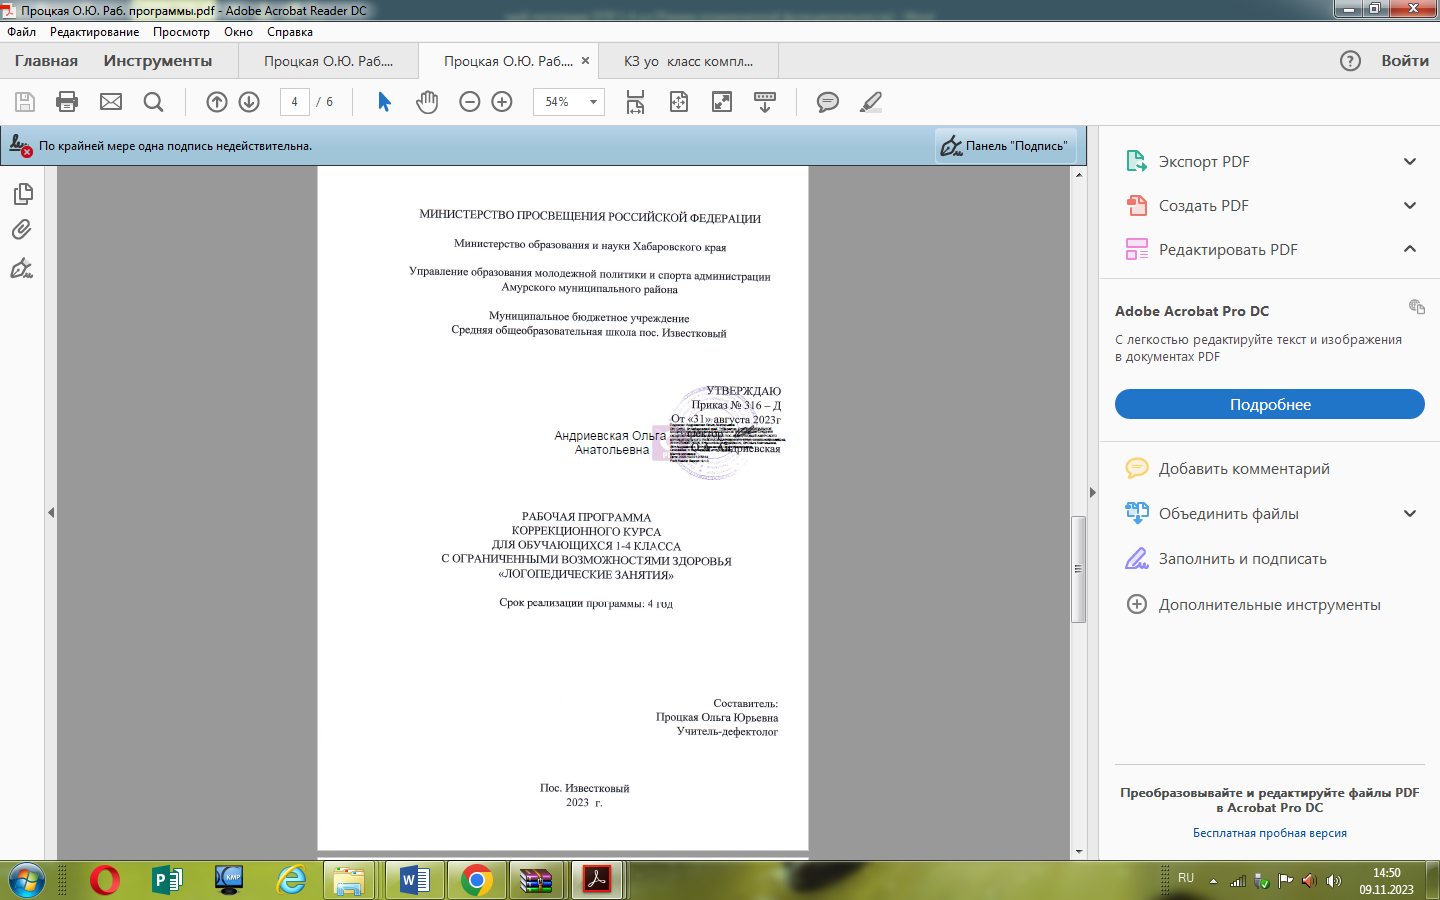 Процкая О.Ю. Раб. программы.pdf - Adobe Acrobat Reader DC
Файл Редактирование Просмотр Окно Справка
Главная Инструменты Процкая О.Ю. Раб.... Процкая О.Ю. Раб.... КЗ уо класс компл... Войти
4 / 6 54%
По крайней мере одна подпись недействительна. Панель "Подпись"
МИНИСТЕРСТВО ПРОСВЕЩЕНИЯ РОССИЙСКОЙ ФЕДЕРАЦИИ
Министерство образования и науки Хабаровского края
Управление образования молодежной политики и спорта администрации
Амурского муниципального района
Муниципальное бюджетное учреждение
Средняя общеобразовательная школа пос. Известковый
УТВЕРЖДАЮ
Приказ № 316 – Д
От «31» августа 2023г
Андриевская Ольга
Анатольевна
Андриевская
РАБОЧАЯ ПРОГРАММА
КОРРЕКЦИОННОГО КУРСА
ДЛЯ ОБУЧАЮЩИХСЯ 1-4 КЛАССА
С ОГРАНИЧЕННЫМИ ВОЗМОЖНОСТЯМИ ЗДОРОВЬЯ
«ЛОГОПЕДИЧЕСКИЕ ЗАНЯТИЯ»
Срок реализации программы: 4 год
Составитель:
Процкая Ольга Юрьевна
Учитель-дефектолог
Пос. Известковый
2023 г.
Экспорт PDF
Создать PDF
Редактировать PDF
Adobe Acrobat Pro DC
С легкостью редактируйте текст и изображения
в документах PDF
Подробнее
Добавить комментарий
Объединить файлы
Заполнить и подписать
Дополнительные инструменты
Преобразовывайте и редактируйте файлы PDF
в Acrobat Pro DC
Бесплатная пробная версия
RU
14:50
09.11.2023